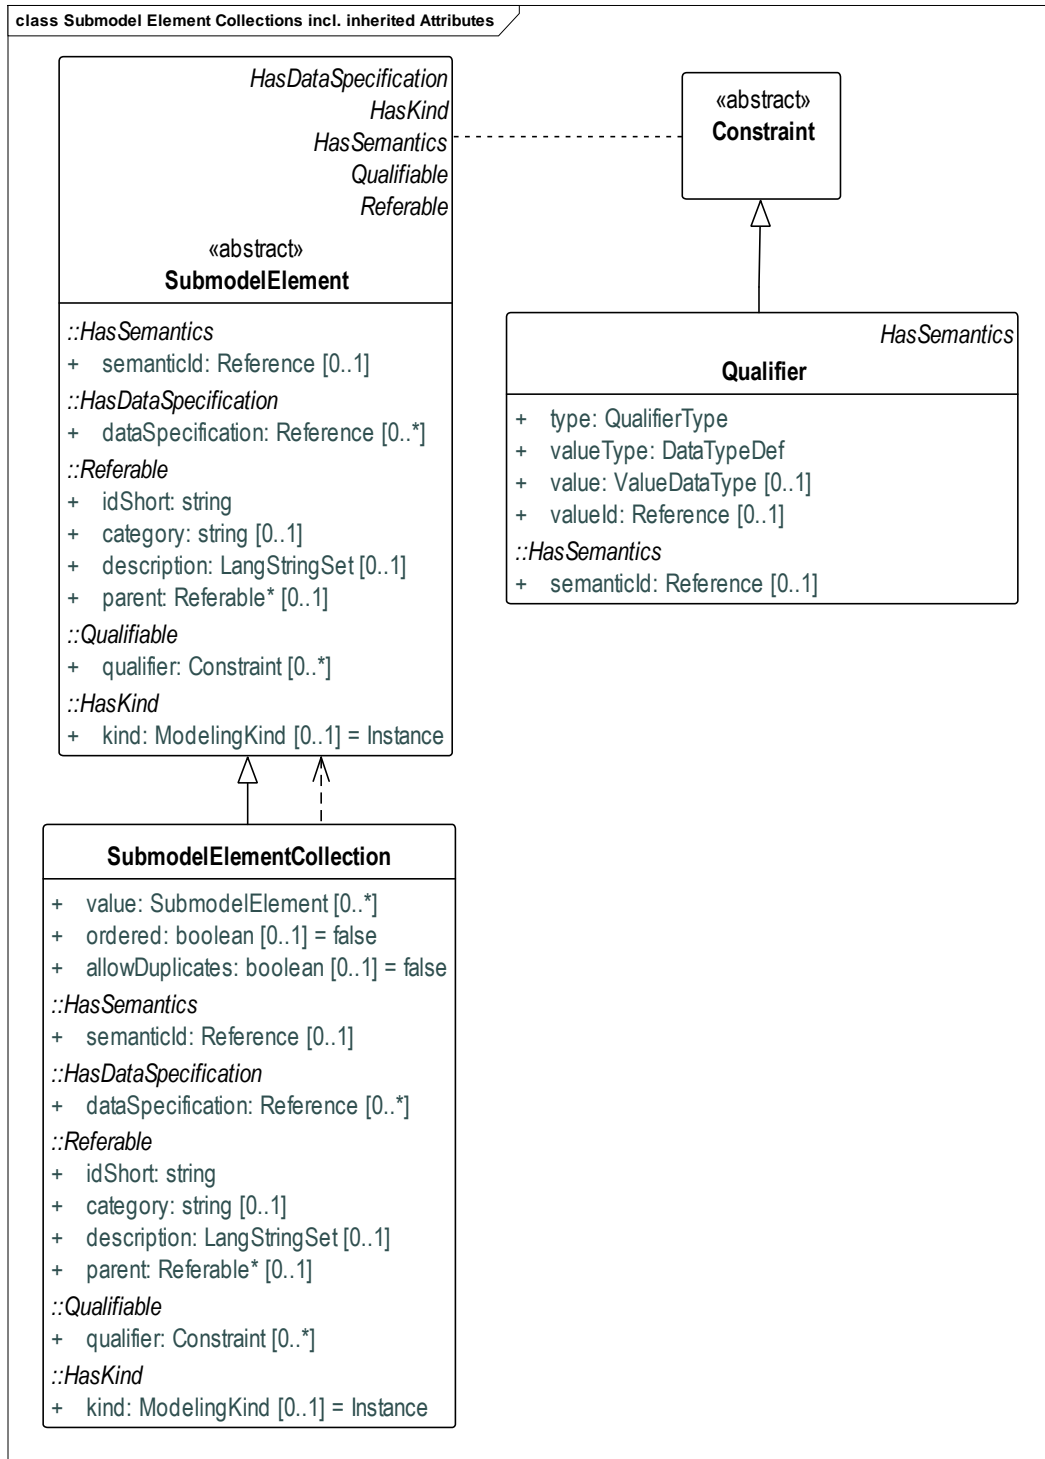 class Submodel Element Collections incl. inherited Attributes
HasDataSpecification
HasKind
HasSemantics
Qualifiable
Referable
«abstract»
SubmodelElement
::HasSemantics
+ semanticId: Reference [0..1]
::HasDataSpecification
+ dataSpecification: Reference [0..*]
::Referable
+ idShort: string
+ category: string [0..1]
+ description: LangStringSet [0..1]
+ parent: Referable* [0..1]
::Qualifiable
+ qualifier: Constraint [0..*]
::HasKind
+ kind: ModelingKind [0..1] = Instance
«abstract»
Constraint
HasSemantics
Qualifier
+ type: QualifierType
+ valueType: DataTypeDef
+ value: ValueDataType [0..1]
+ valueId: Reference [0..1]
::HasSemantics
+ semanticId: Reference [0..1]
SubmodelElementCollection
+ value: SubmodelElement [0..*]
+ ordered: boolean [0..1] = false
+ allowDuplicates: boolean [0..1] = false
::HasSemantics
+ semanticId: Reference [0..1]
::HasDataSpecification
+ dataSpecification: Reference [0..*]
::Referable
+ idShort: string
+ category: string [0..1]
+ description: LangStringSet [0..1]
+ parent: Referable* [0..1]
::Qualifiable
+ qualifier: Constraint [0..*]
::HasKind
+ kind: ModelingKind [0..1] = Instance